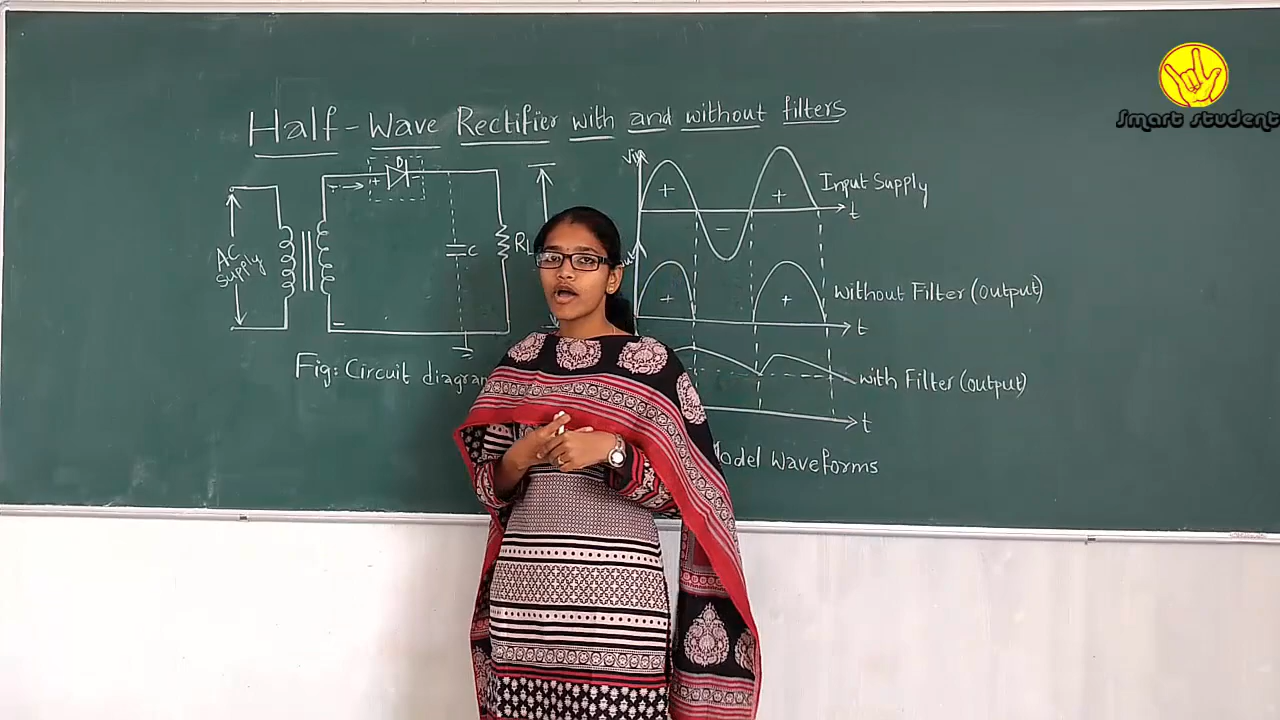 Half-Wave Rectifier with and without filters
Smart student
AC
supply
+
D
-
C
RL
-
Fig: Circuit diagram
Vin
+
-
+
t
Input Supply
+
+
t
without Filter (output)
with Filter (output)
t
Model Waveforms